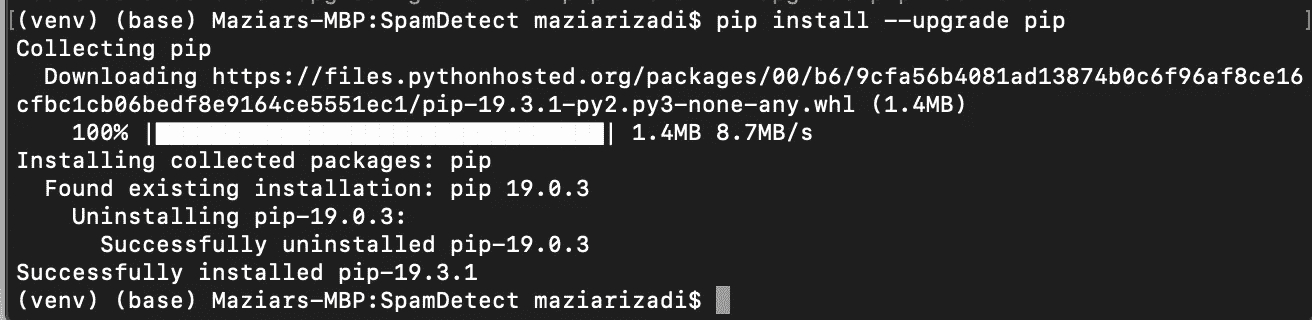 [(venv) (base) Maziars-MBP:SpamDetect maziarizadi$ pip install --upgrade pip ]
Collecting pip
  Downloading https://files.pythonhosted.org/packages/00/b6/9cfa56b4081ad13874b0c6f96af8ce16
cfbc1cb06bedf8e9164ce5551ec1/pip-19.3.1-py2.py3-none-any.whl (1.4MB)
    100% |████████████████████████████████| 1.4MB 8.7MB/s
Installing collected packages: pip
  Found existing installation: pip 19.0.3
    Uninstalling pip-19.0.3:
      Successfully uninstalled pip-19.0.3
Successfully installed pip-19.3.1
(venv) (base) Maziars-MBP:SpamDetect maziarizadi$